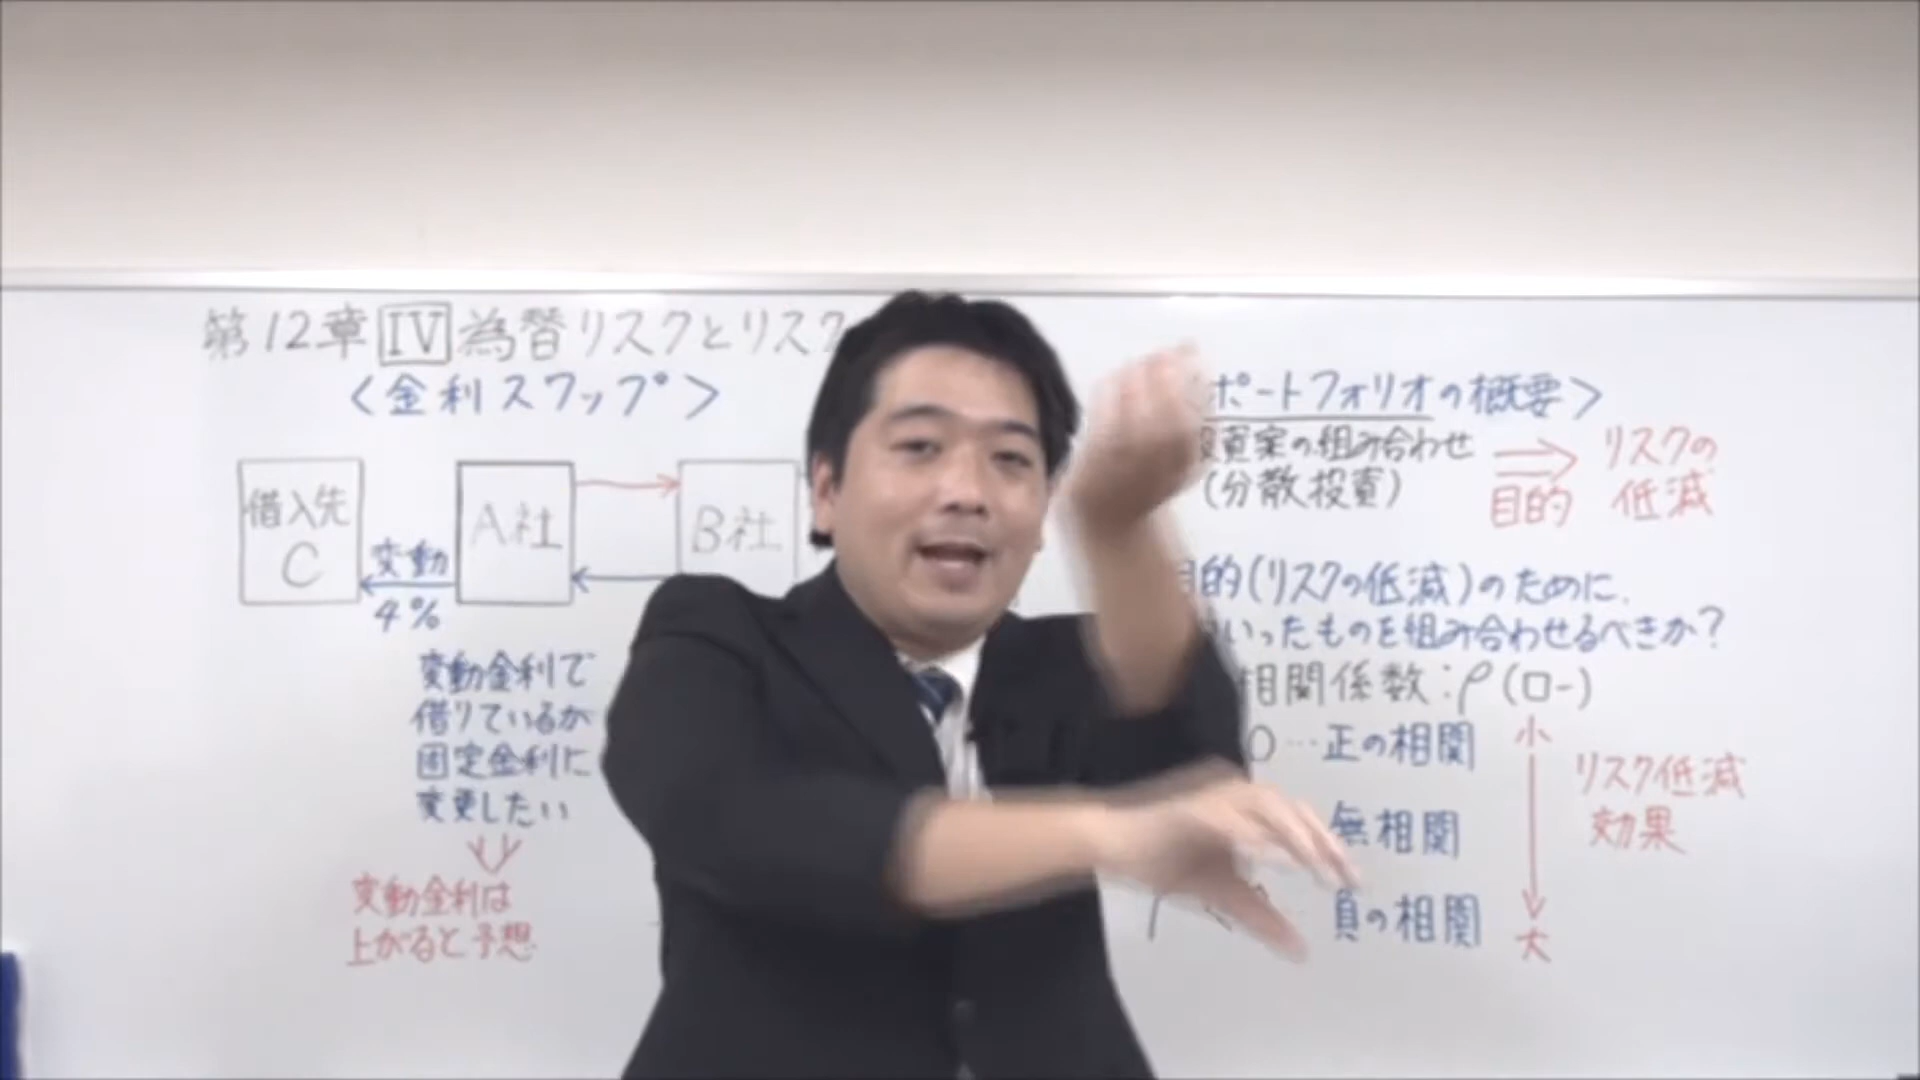 第12章 IV 為替リスクとリスク
＜金利スワップ＞
借入先
C
変動
4%
A社
B社
変動金利で
借りているが
固定金利に
変更したい
変動金利は
上がると予想
ポートフォリオの概要＞
投資案の組み合わせ
(分散投資)
目的
リスクの
低減
目的(リスクの低減)のために、
いったものを組み合わせるべきか？
相関係数：ρ(ロー)
0…正の相関
無相関
負の相関
小
大
リスク低減
効果